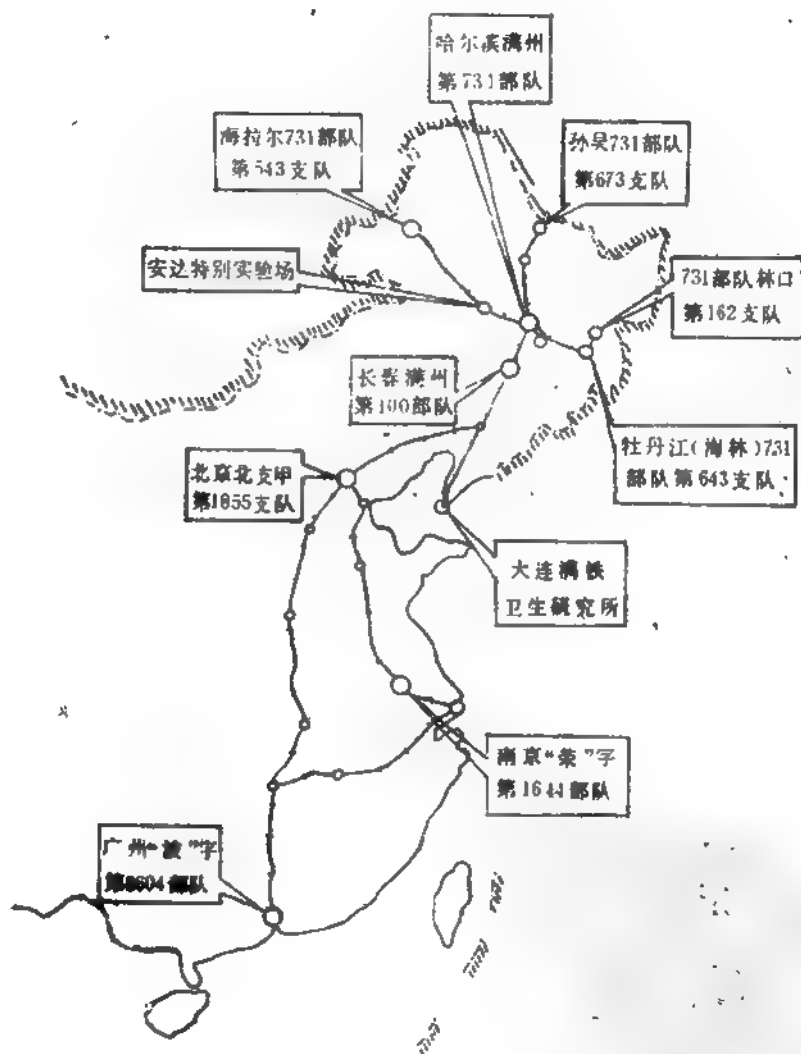 哈尔滨满州
第731部队
海拉尔731部队
第543支队
孙吴731部队
第673支队
安达特别实验场
731部队林口
第162支队
长春满州
第100部队
牡丹江(海林)731
部队第643支队
北京北支甲
第1855支队
大连满铁
卫生研究所
南京“荣”字
第1644部队
广州“波”字
第8604部队